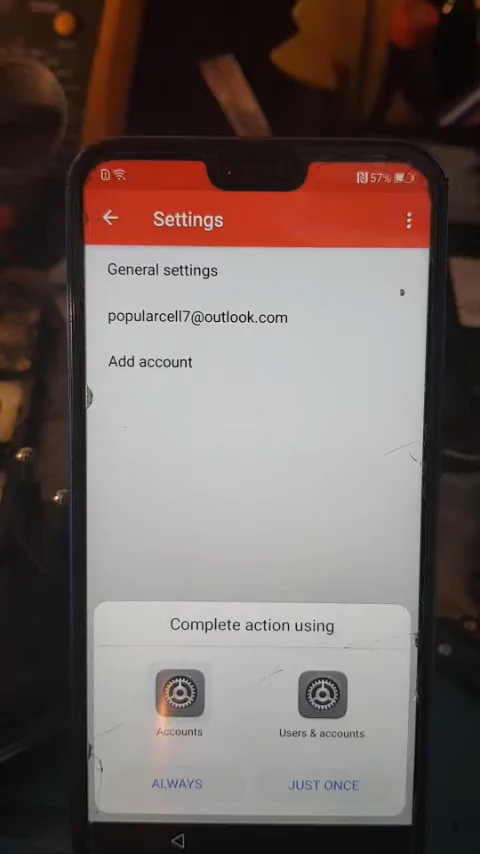 57%
Settings
General settings
popularcell7@outlook.com
Add account
Complete action using
Accounts
Users & accounts
ALWAYS
JUST ONCE